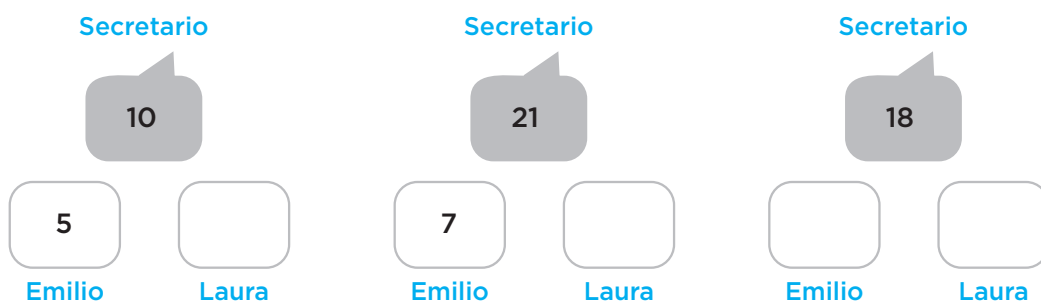 Secretario Secretario Secretario
10 21 18
5 7
Emilio Laura Emilio Laura Emilio Laura